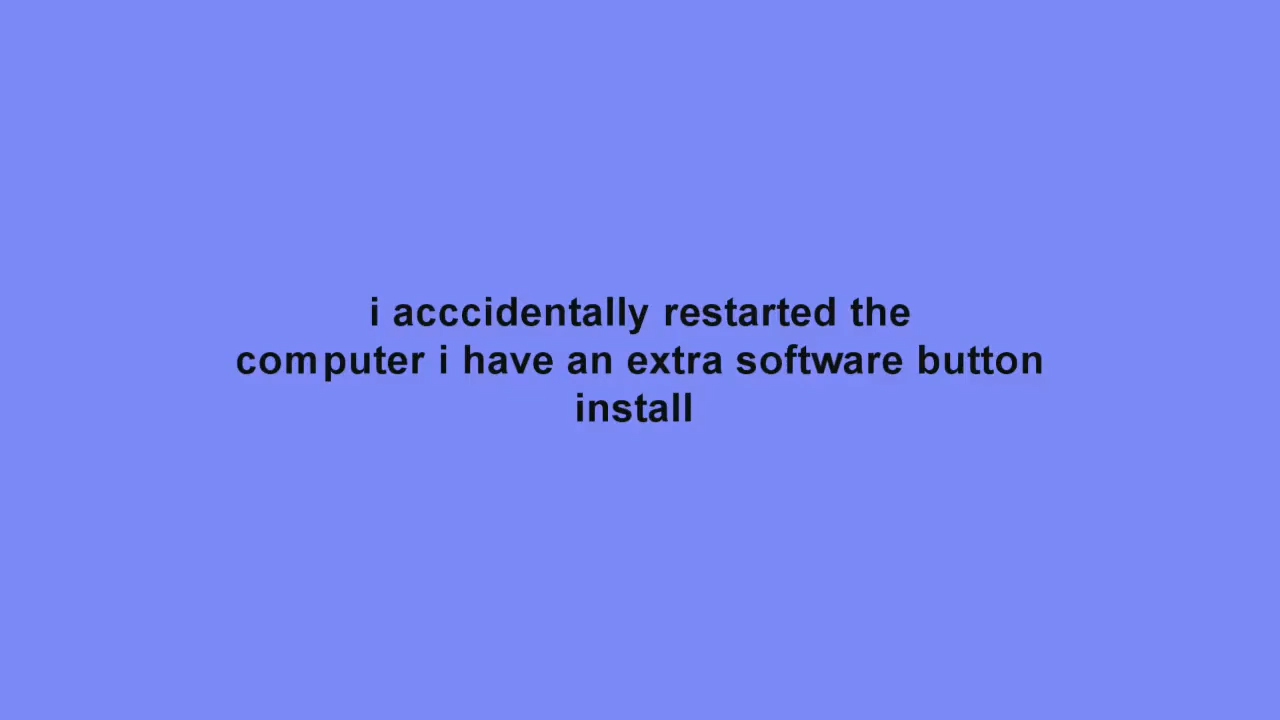 i acccidentally restarted the
computer i have an extra software button
install